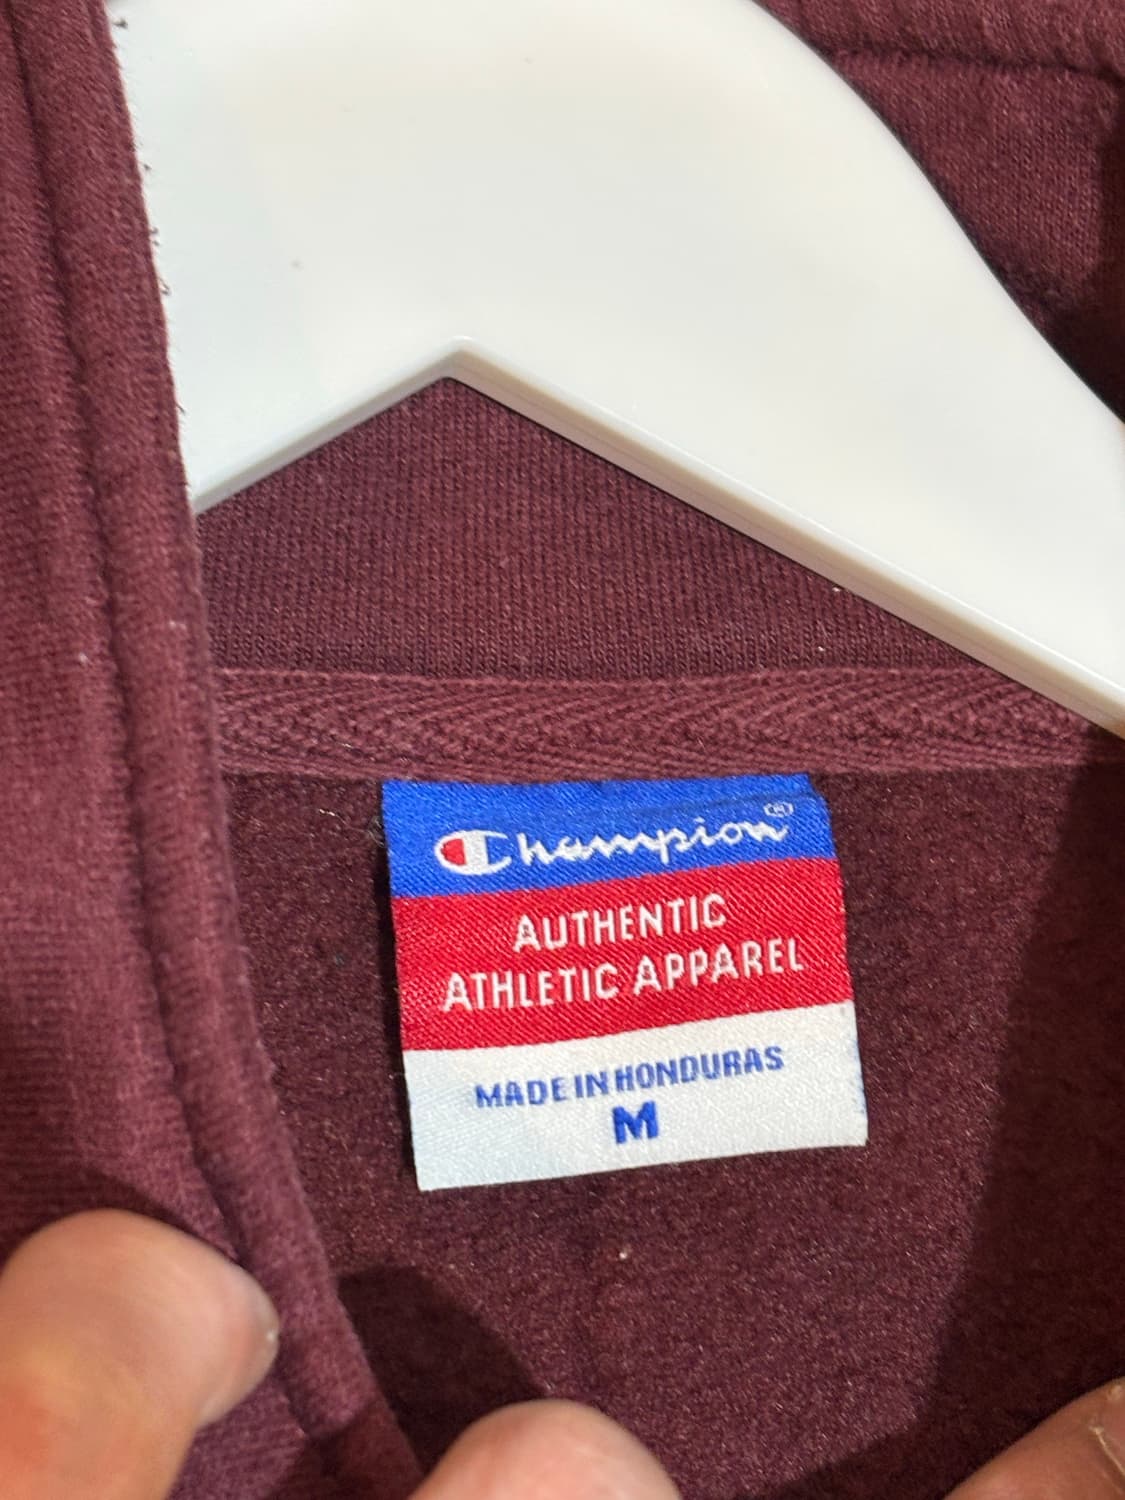 Champion®
AUTHENTIC
ATHLETIC APPAREL
MADE IN HONDURAS
M